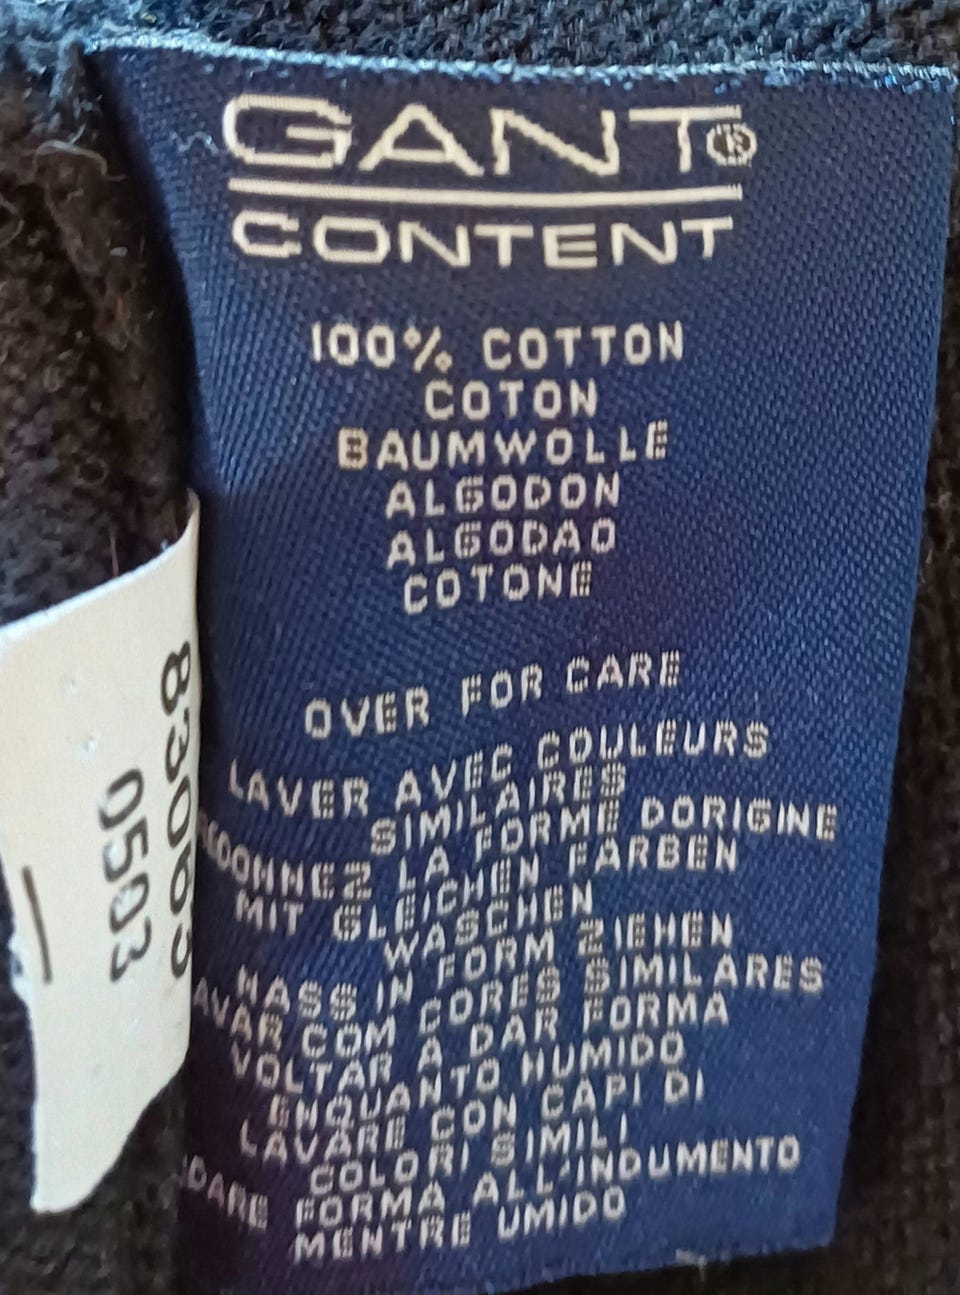 GANT®
CONTENT
100% COTTON
COTON
BAUMWOLLE
ALGODON
ALGODAO
COTONE
OVER FOR CARE
LAVER AVEC COULEURS
SIMILAIRES
REDONNEZ LA FORME DORIGINE
MIT GLEICHEN FARBEN
WASCHEN
NASS IN FORM ZIEHEN
LAVAR COM CORES SIMILARES
VOLTAR A DAR FORMA
ENQUANTO HUMIDO
LAVARE CON CAPI DI
COLORI SIMILI
DARE FORMA ALL'INDUMENTO
MENTRE UMIDO
0503